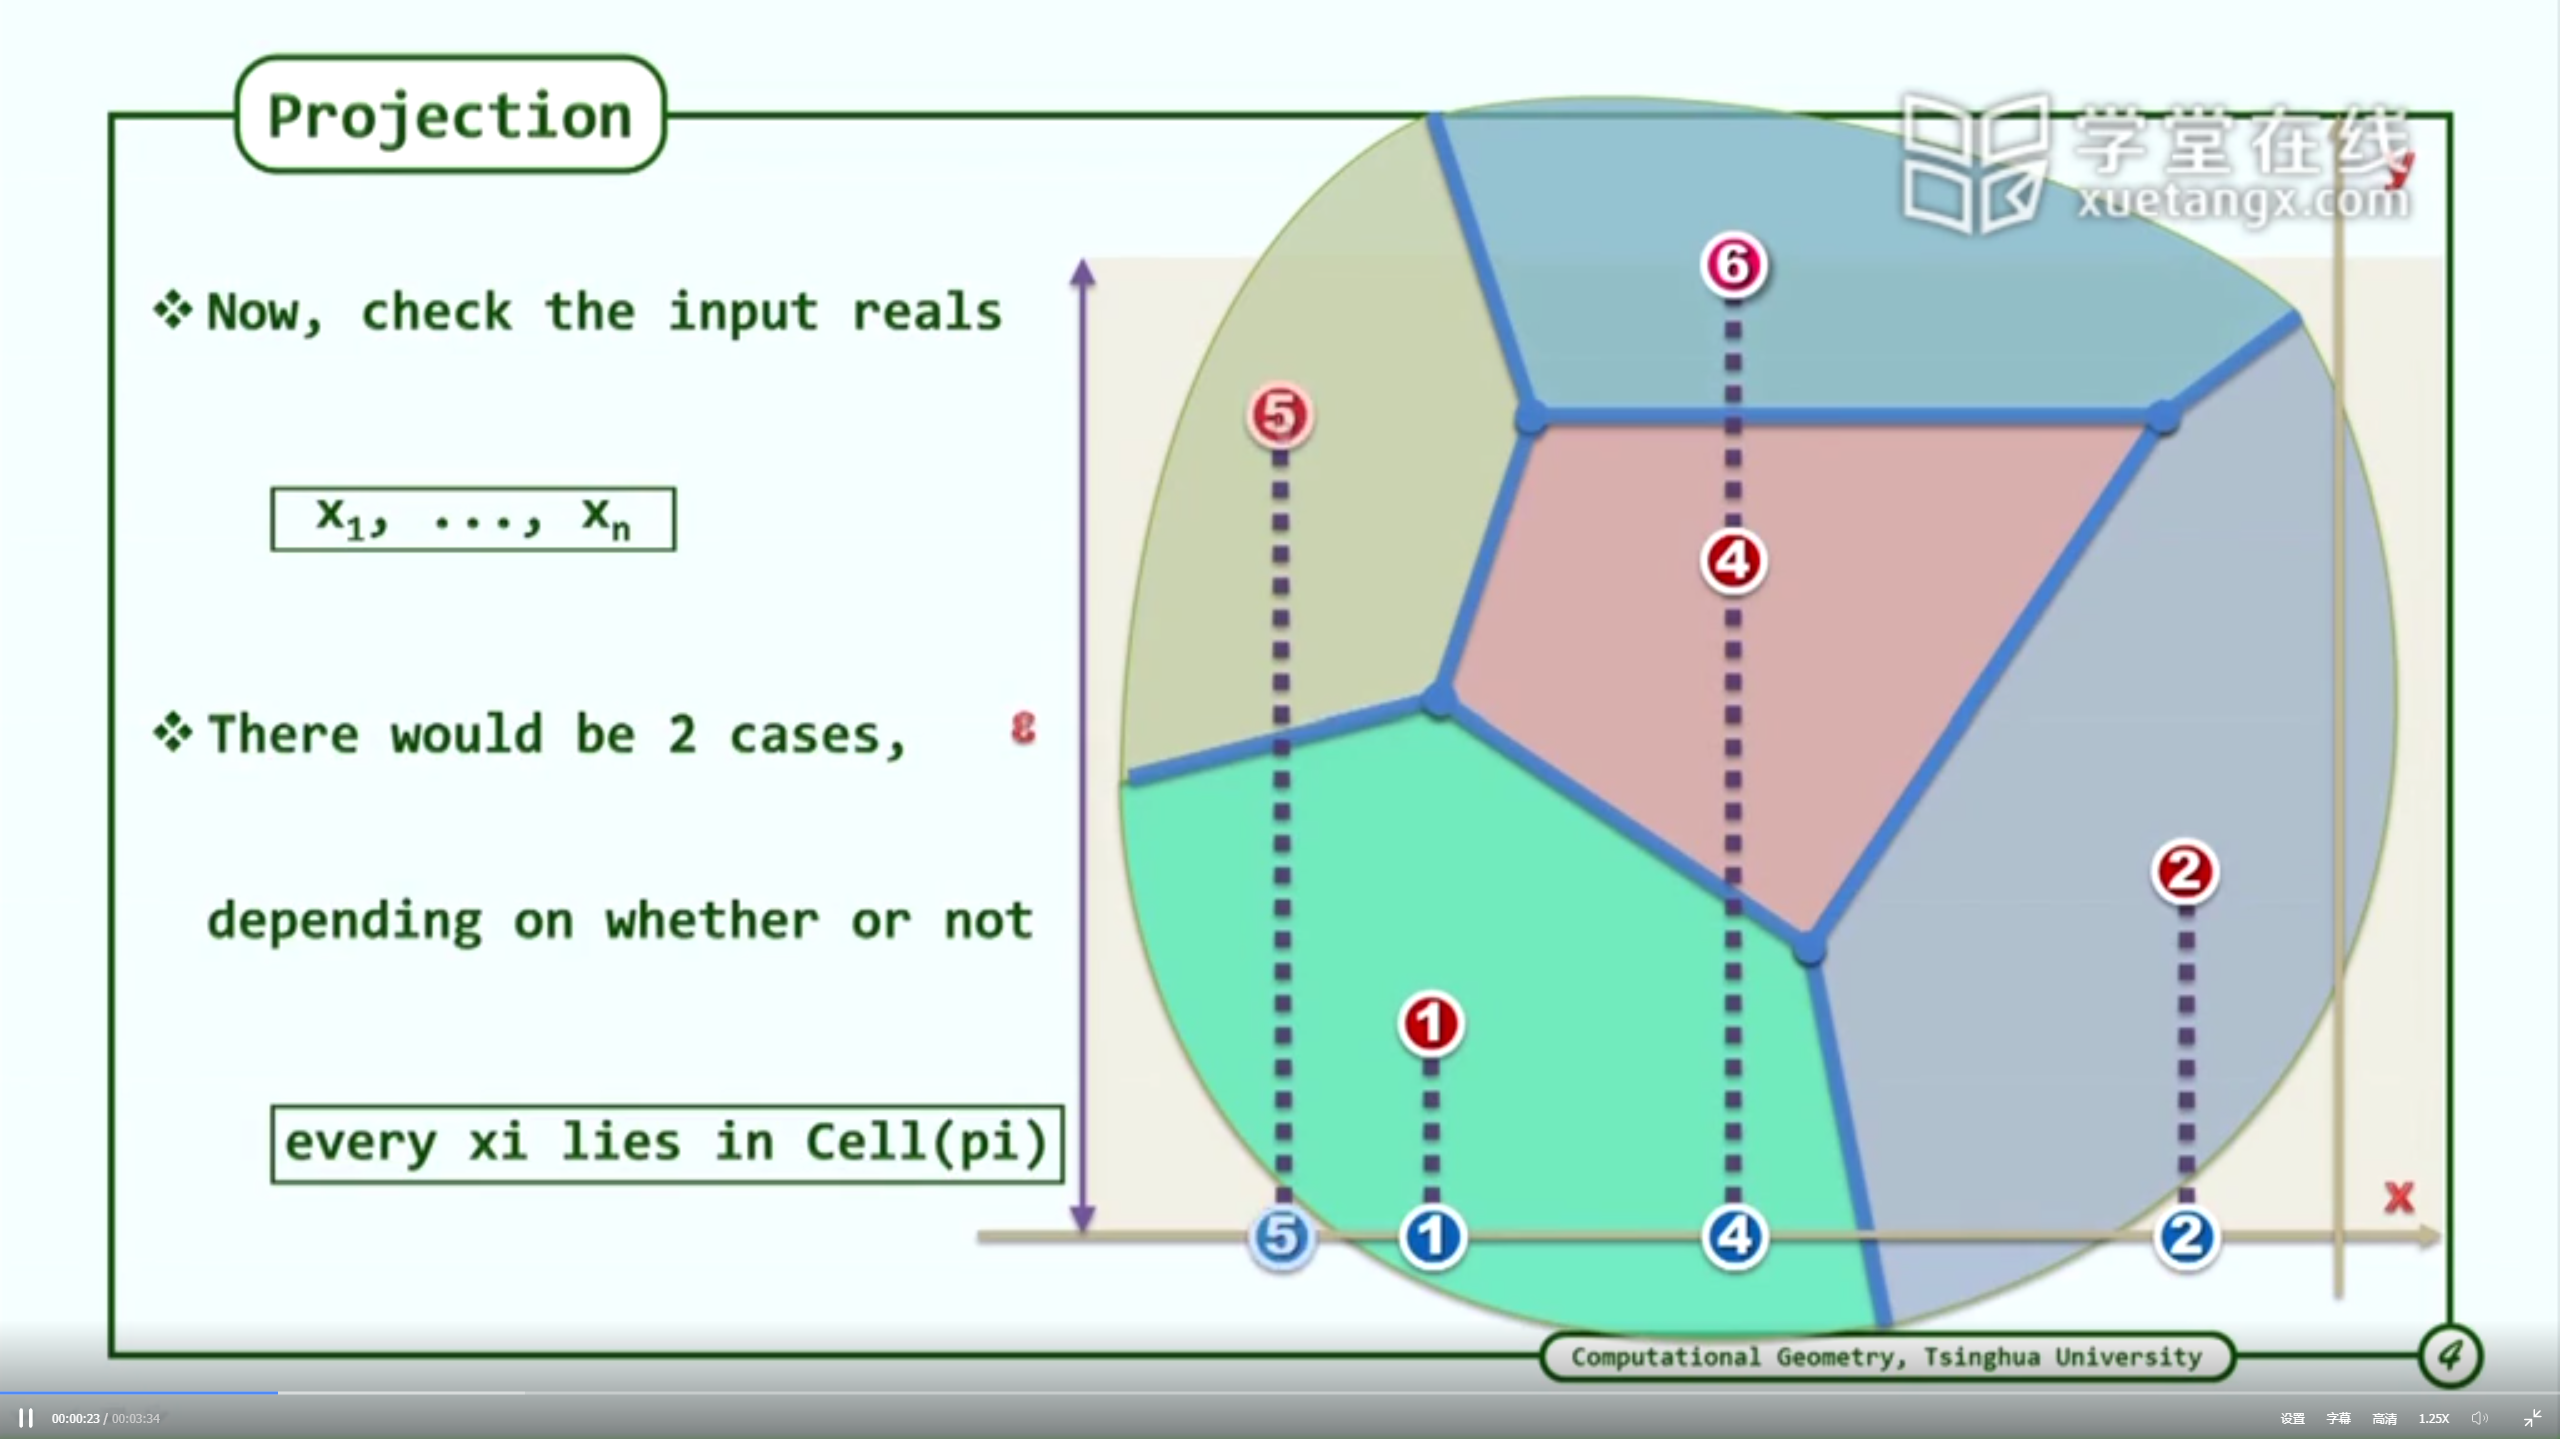 Projection
学堂在线
xuetangx.com
y
❖Now, check the input reals
x1, ..., xn
❖There would be 2 cases,
depending on whether or not
every xi lies in Cell(pi)
ε
6
5
4
2
1
5
1
4
2
x
Computational Geometry, Tsinghua University
4
00:00:23 / 00:03:34
设置 字幕 高清 1.25X